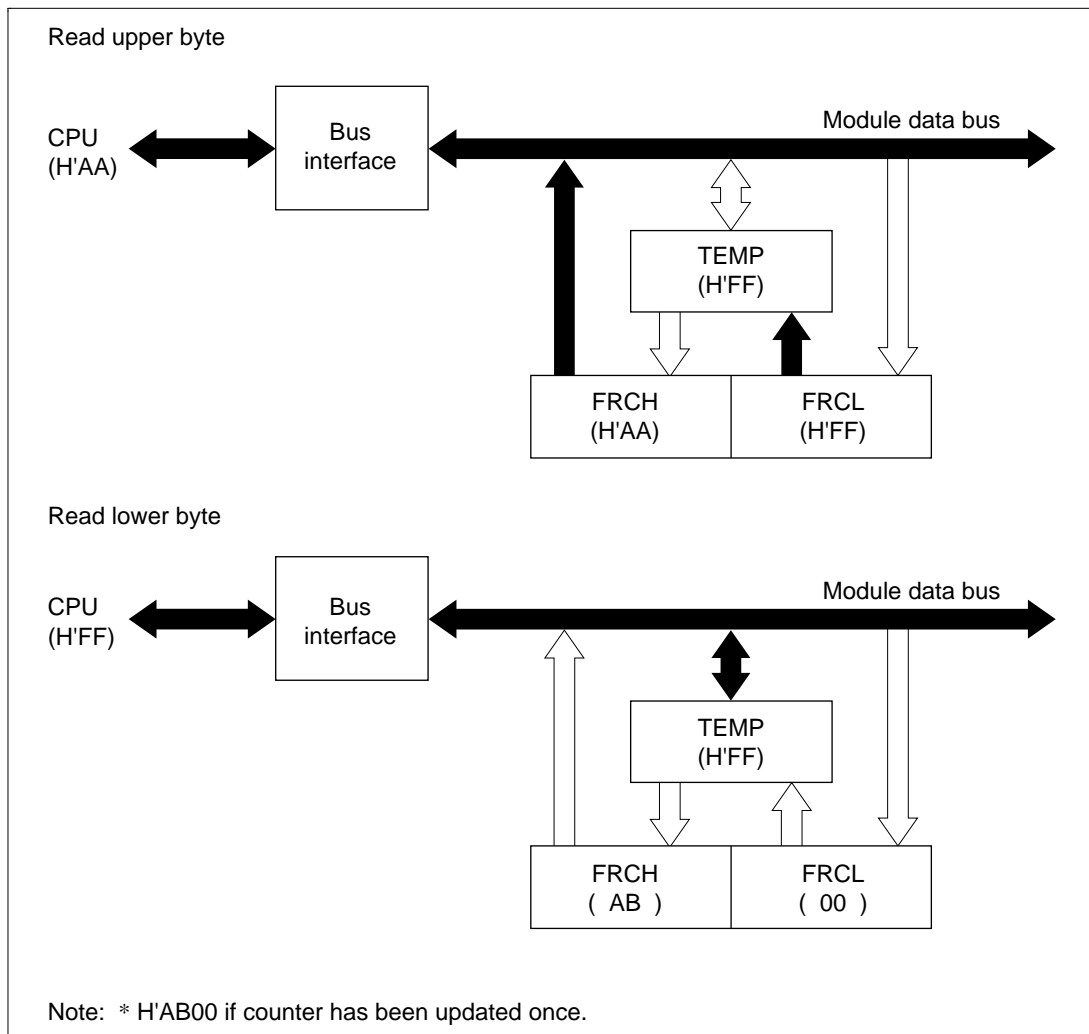 Read upper byte
CPU
(H'AA)
Bus
interface
Module data bus
TEMP
(H'FF)
FRCH
(H'AA)
FRCL
(H'FF)
Read lower byte
CPU
(H'FF)
Bus
interface
Module data bus
TEMP
(H'FF)
FRCH
( AB )
FRCL
( 00 )
Note: * H'AB00 if counter has been updated once.